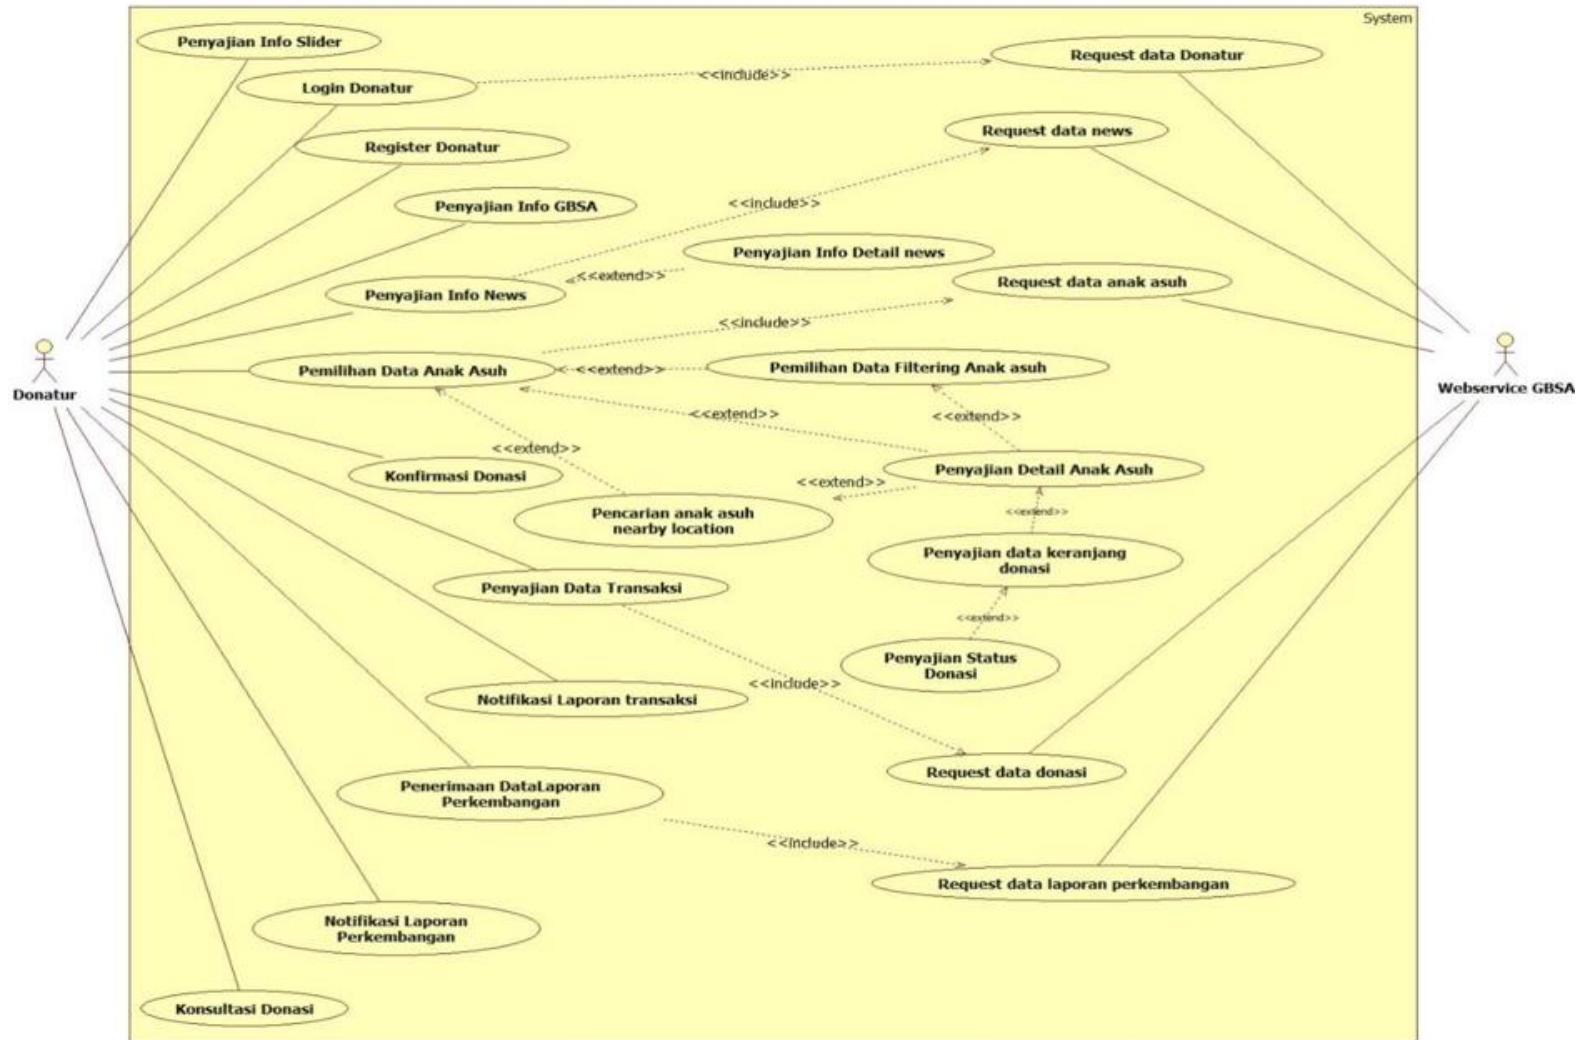 System
Penyajian Info Slider
Request data Donatur
<<include>>
Login Donatur
Request data news
Register Donatur
<<include>>
Penyajian Info GBSA
Penyajian Info Detail news
<<extend>>
Request data anak asuh
Penyajian Info News
<<include>>
Pemilihan Data Anak Asuh
<<extend>>
Pemilihan Data Filtering Anak asuh
Donatur
Webservice GBSA
<<extend>>
<<extend>>
<<extend>>
Penyajian Detail Anak Asuh
Konfirmasi Donasi
<<extend>>
Pencarian anak asuh
nearby location
<<extend>>
Penyajian data keranjang
donasi
Penyajian Data Transaksi
<<extend>>
Penyajian Status
Donasi
<<include>>
Notifikasi Laporan transaksi
Request data donasi
Penerimaan DataLaporan
Perkembangan
<<include>>
Request data laporan perkembangan
Notifikasi Laporan
Perkembangan
Konsultasi Donasi